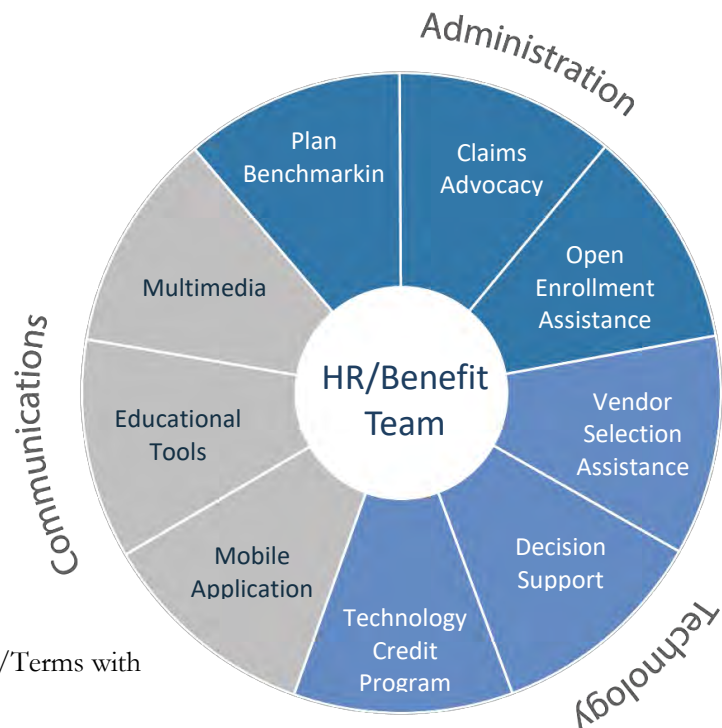 Administration
Plan
Benchmarkin
Claims
Advocacy
Open
Enrollment
Assistance
Multimedia
Communications
HR/Benefit
Team
Vendor
Selection
Assistance
Educational
Tools
Decision
Support
Mobile
Application
Technology
Credit
Program
Technology
/Terms with